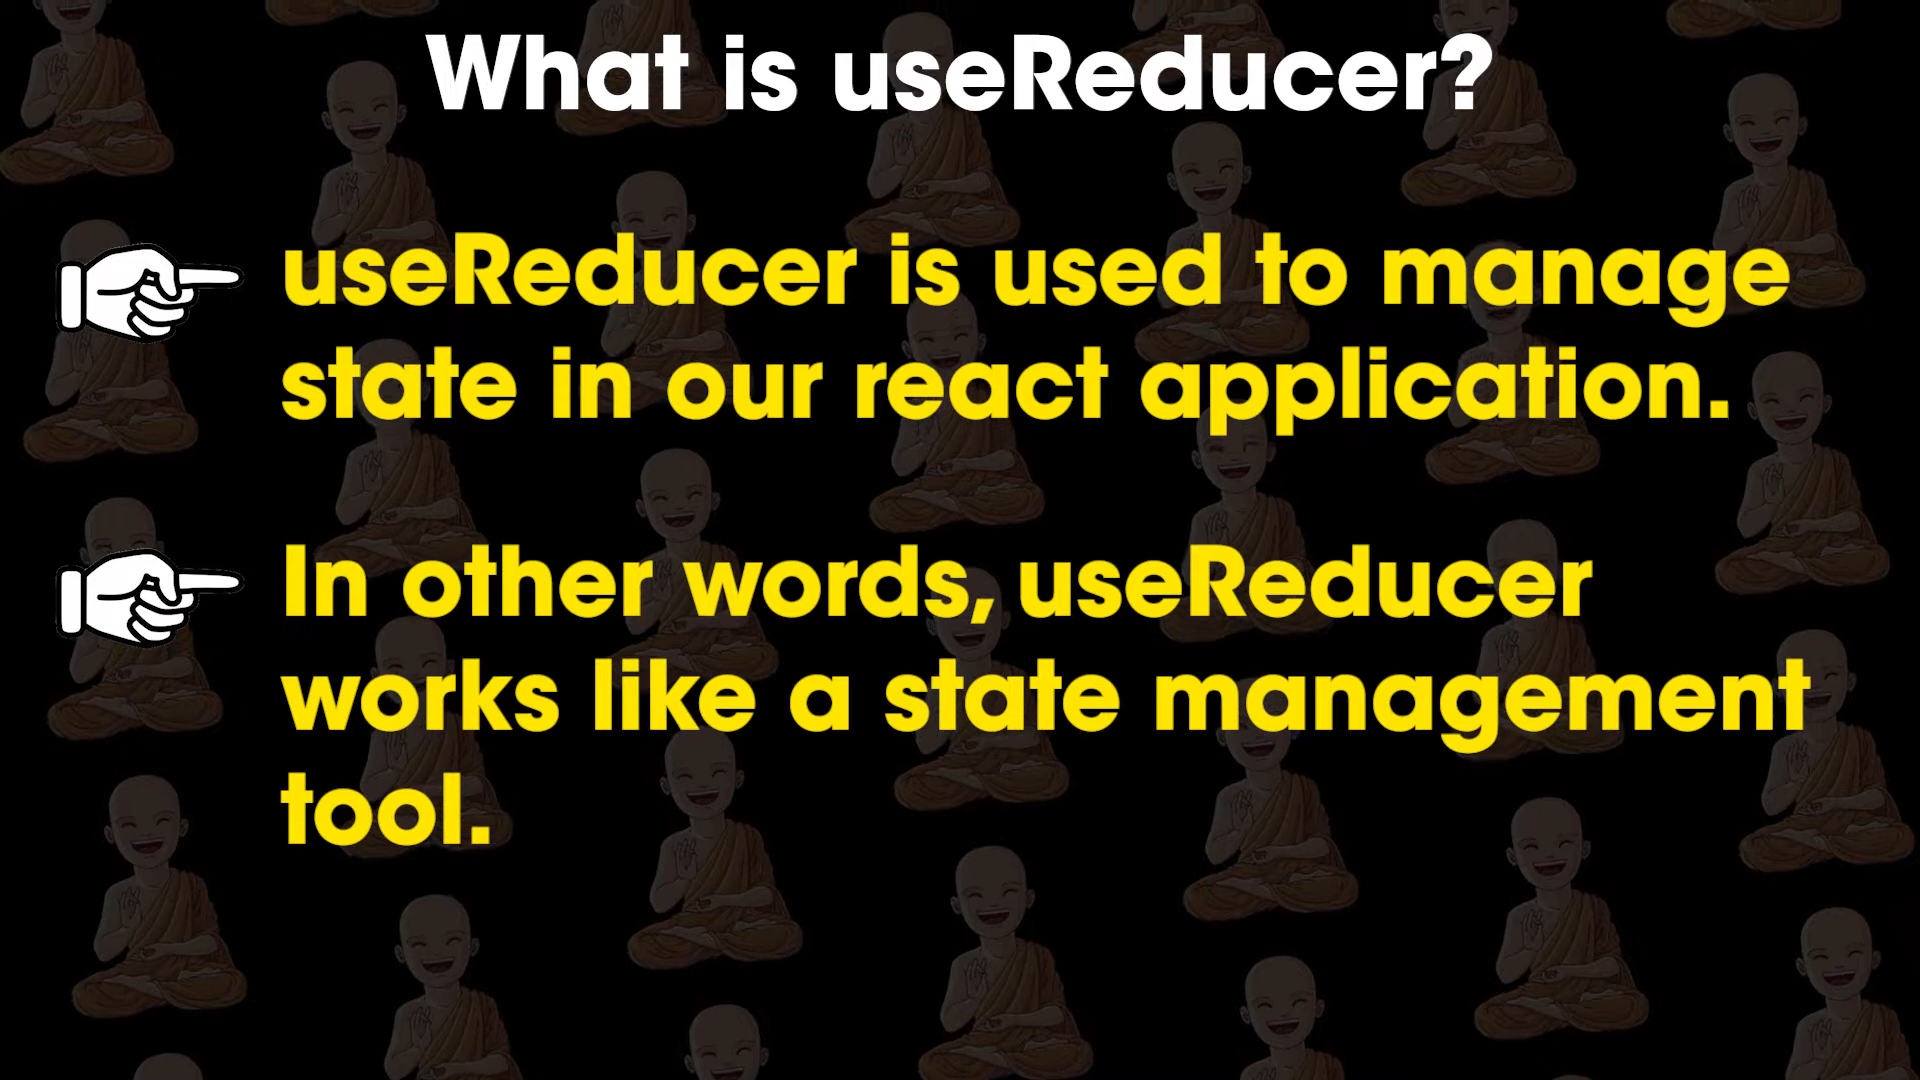 What is useReducer?
useReducer is used to manage
state in our react application.
In other words, useReducer
works like a state management
tool.